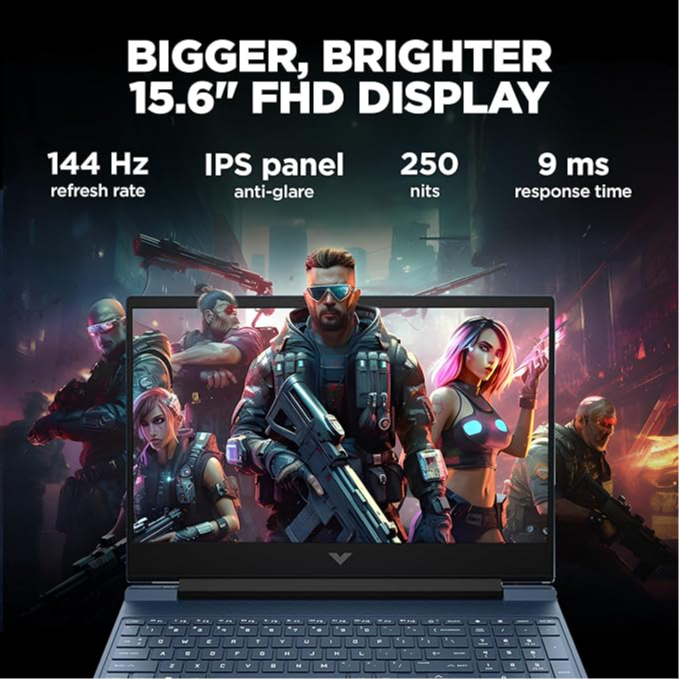 BIGGER, BRIGHTER
15.6" FHD DISPLAY
144 Hz
refresh rate
IPS panel
anti-glare
250
nits
9 ms
response time
Q W E R T Y U I O P
A S D F G H J K L
Z X C V B N M